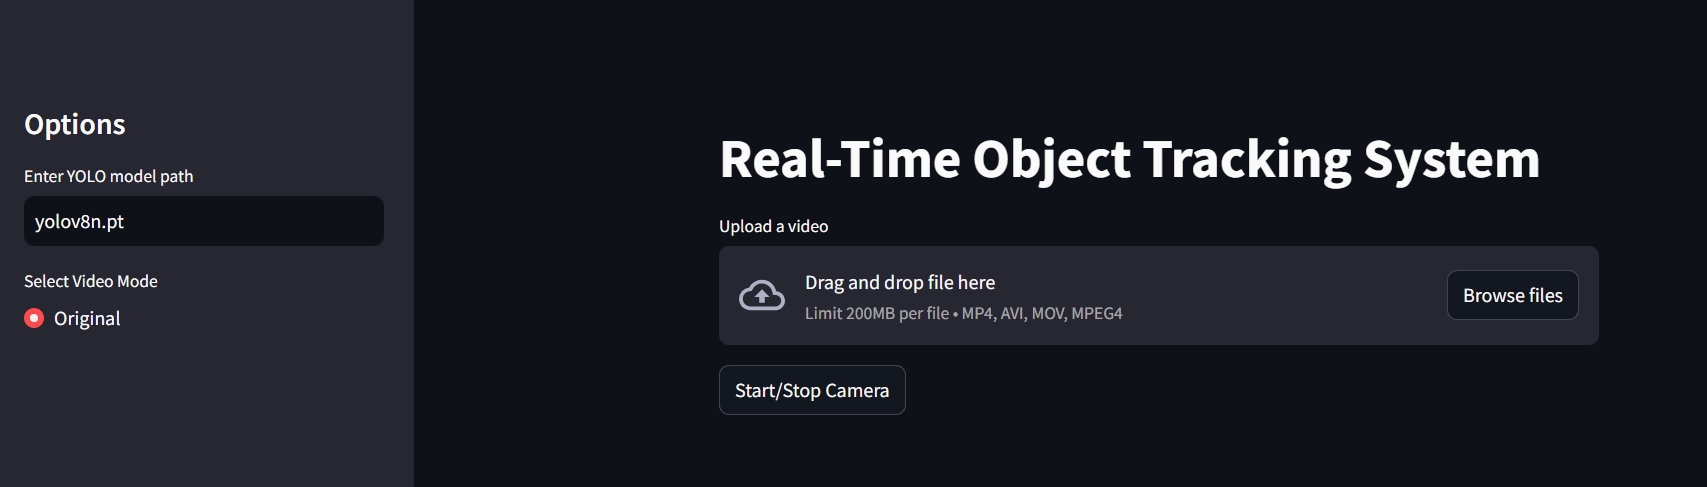 Options
Enter YOLO model path
yolov8n.pt
Select Video Mode
Original
Real-Time Object Tracking System
Upload a video
Drag and drop file here
Limit 200MB per file • MP4, AVI, MOV, MPEG4
Browse files
Start/Stop Camera